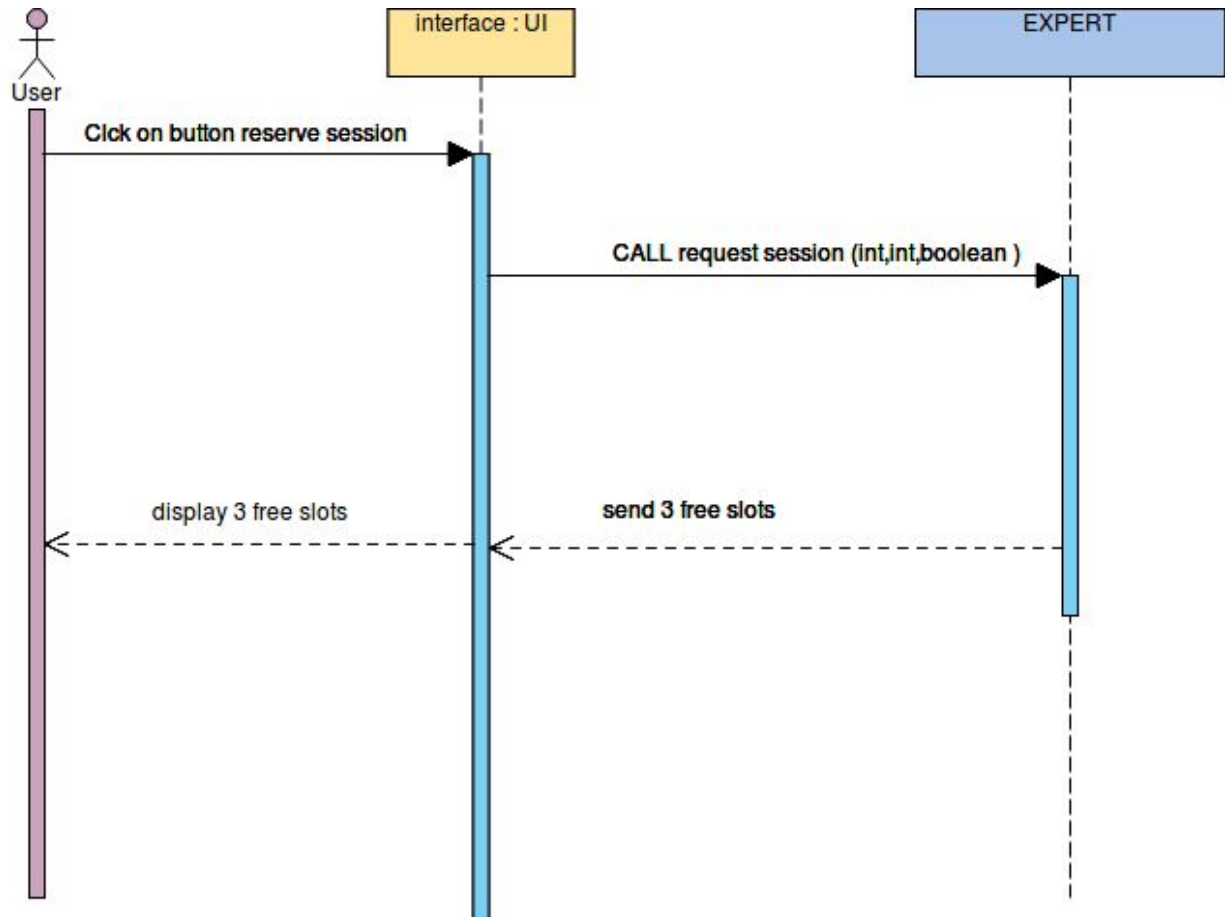 interface : UI
EXPERT
User
Clck on button reserve session
CALL request session (int,int,boolean )
display 3 free slots
send 3 free slots